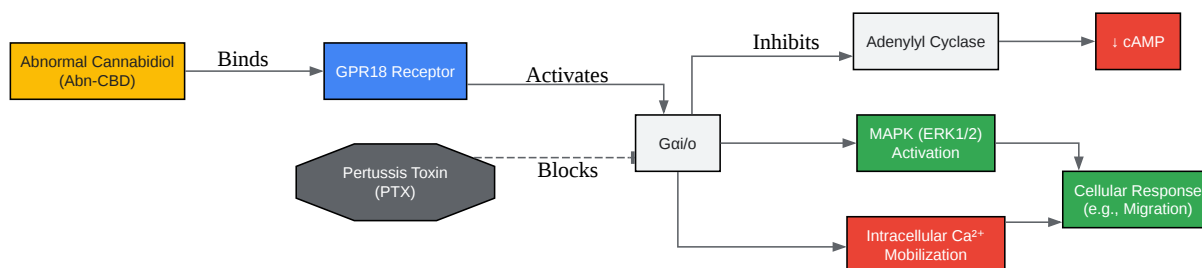 Abnormal Cannabidiol
(Abn-CBD)
Binds
GPR18 Receptor
Activates
Inhibits
Adenylyl Cyclase
↓ cAMP
Gαi/o
MAPK (ERK1/2)
Activation
Pertussis Toxin
(PTX)
Blocks
Cellular Response
(e.g., Migration)
Intracellular Ca²⁺
Mobilization